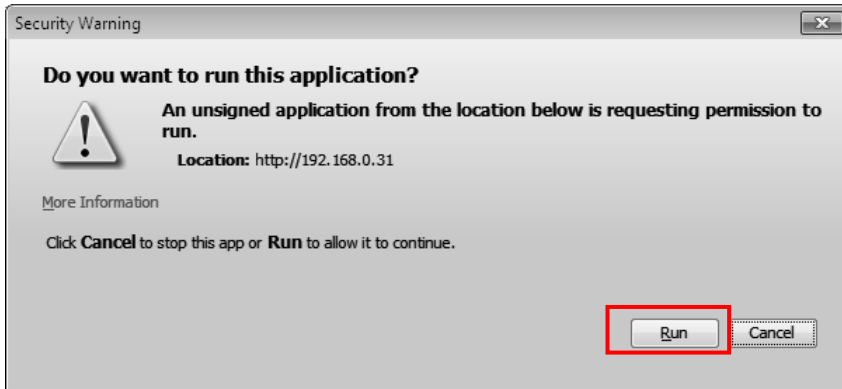 Security Warning
Do you want to run this application?
An unsigned application from the location below is requesting permission to
run.
Location: http://192.168.0.31
More Information
Click Cancel to stop this app or Run to allow it to continue.
Run Cancel